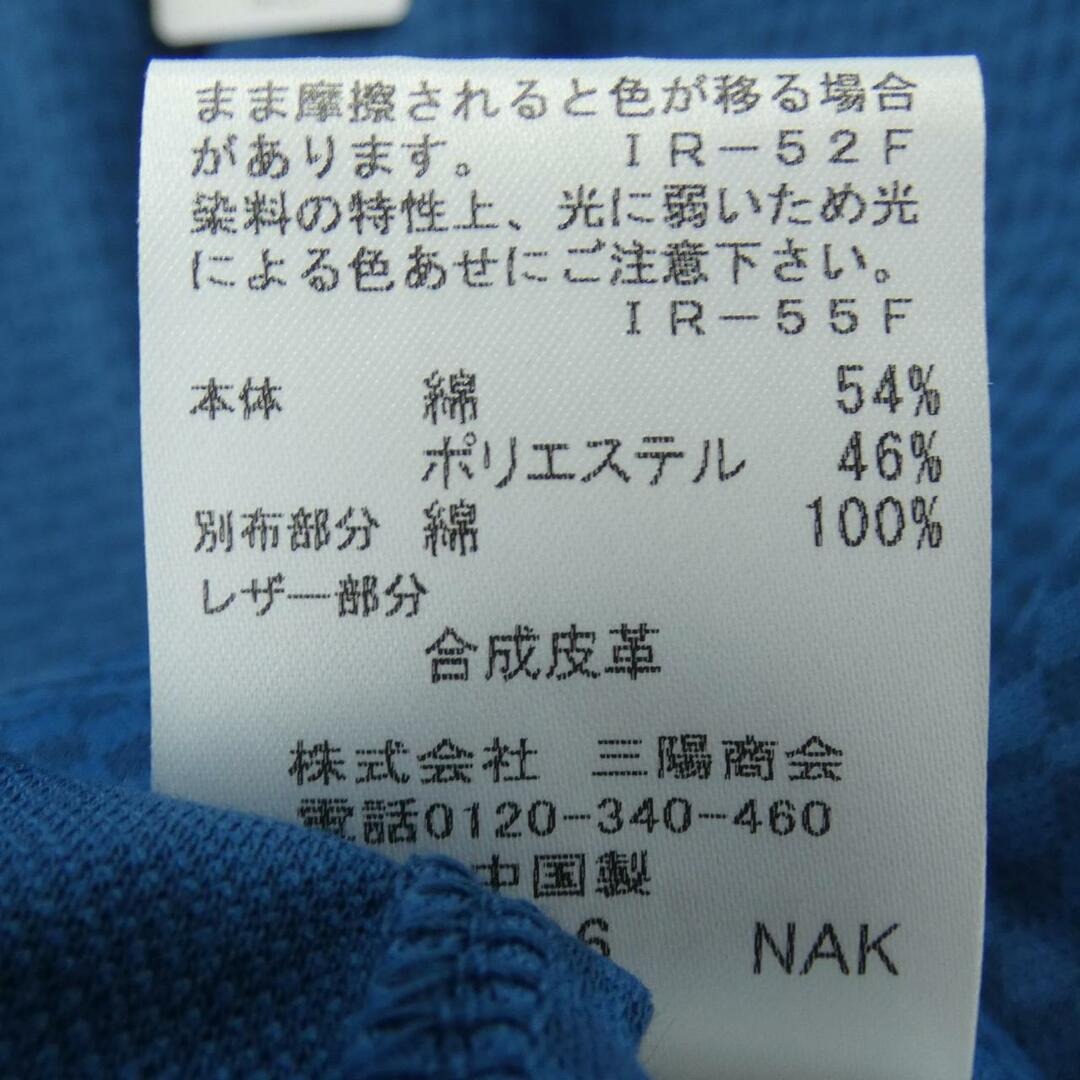 まま摩擦されると色が移る場合
があります。 IR-52F
染料の特性上、光に弱いため光
による色あせにご注意下さい。
IR-55F
本体 綿 54%
ポリエステル 46%
別布部分 綿 100%
レザー部分
合成皮革
株式会社 三陽商会
電話0120-340-460
中国製
6 NAK